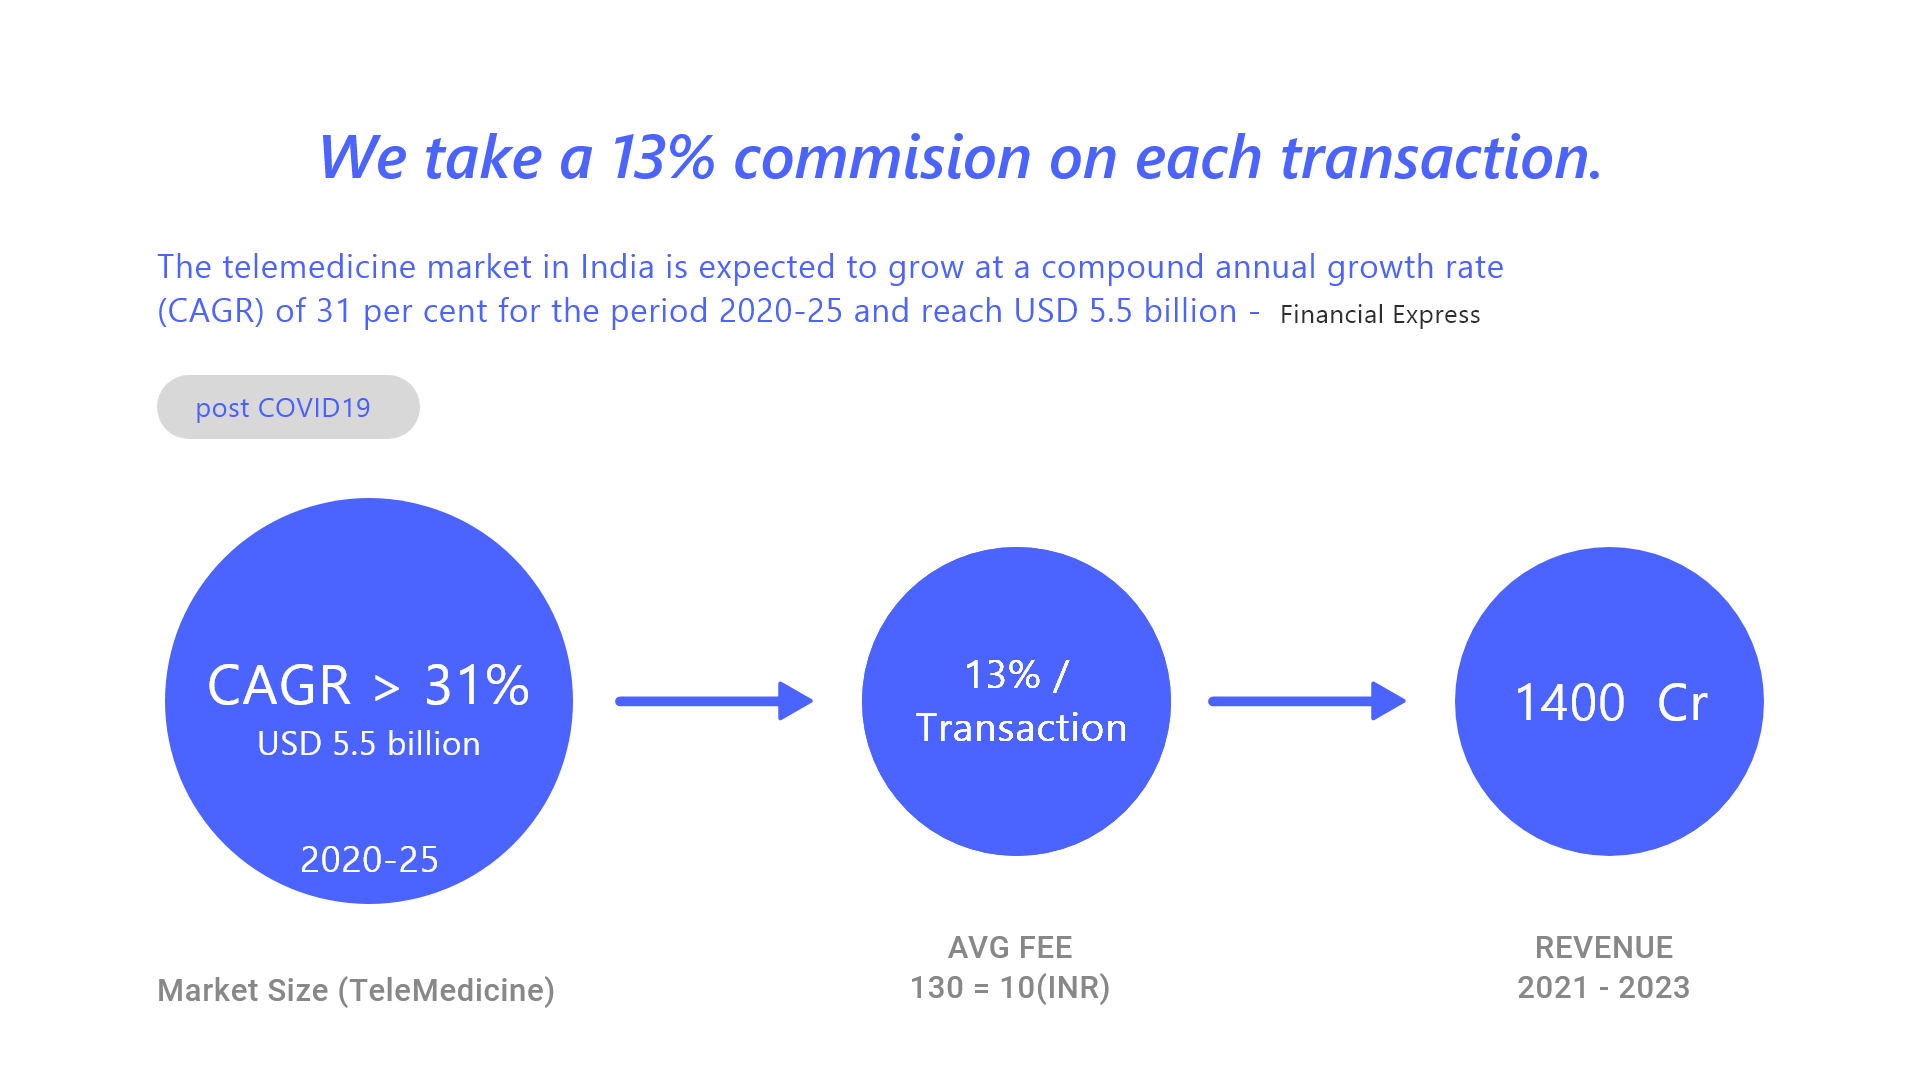 We take a 13% commision on each transaction.
The telemedicine market in India is expected to grow at a compound annual growth rate
(CAGR) of 31 per cent for the period 2020-25 and reach USD 5.5 billion - Financial Express
post COVID19
CAGR > 31%
USD 5.5 billion
2020-25
Market Size (TeleMedicine)
13% /
Transaction
AVG FEE
130 = 10(INR)
1400 Cr
REVENUE
2021 - 2023